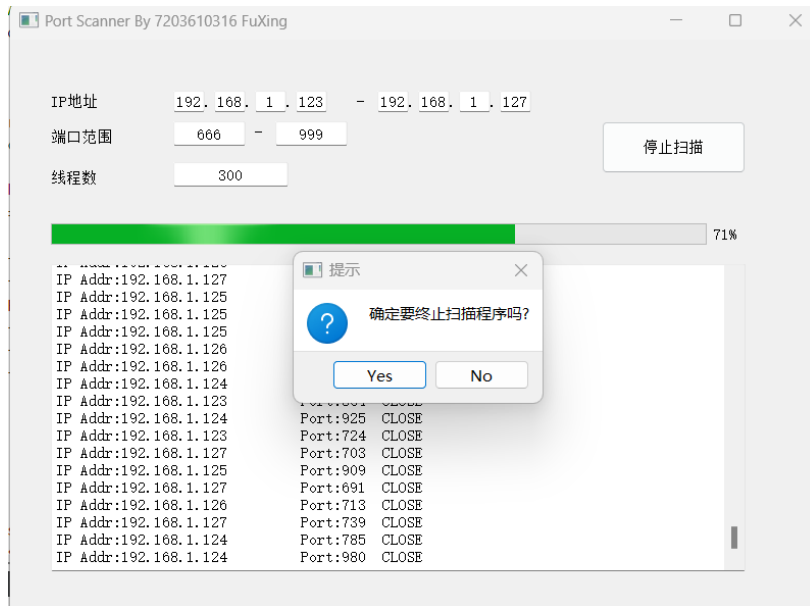 Port Scanner By 7203610316 FuXing
IP地址 192. 168. 1 . 123 - 192. 168. 1 . 127
端口范围 666 - 999
停止扫描
线程数 300
71%
提示
确定要终止扫描程序吗?
Yes No
IP Addr:192.168.1.127
IP Addr:192.168.1.125
IP Addr:192.168.1.125
IP Addr:192.168.1.125
IP Addr:192.168.1.126
IP Addr:192.168.1.126
IP Addr:192.168.1.124
IP Addr:192.168.1.123
IP Addr:192.168.1.124 Port:925 CLOSE
IP Addr:192.168.1.123 Port:724 CLOSE
IP Addr:192.168.1.127 Port:703 CLOSE
IP Addr:192.168.1.125 Port:909 CLOSE
IP Addr:192.168.1.127 Port:691 CLOSE
IP Addr:192.168.1.126 Port:713 CLOSE
IP Addr:192.168.1.127 Port:739 CLOSE
IP Addr:192.168.1.124 Port:785 CLOSE
IP Addr:192.168.1.124 Port:980 CLOSE